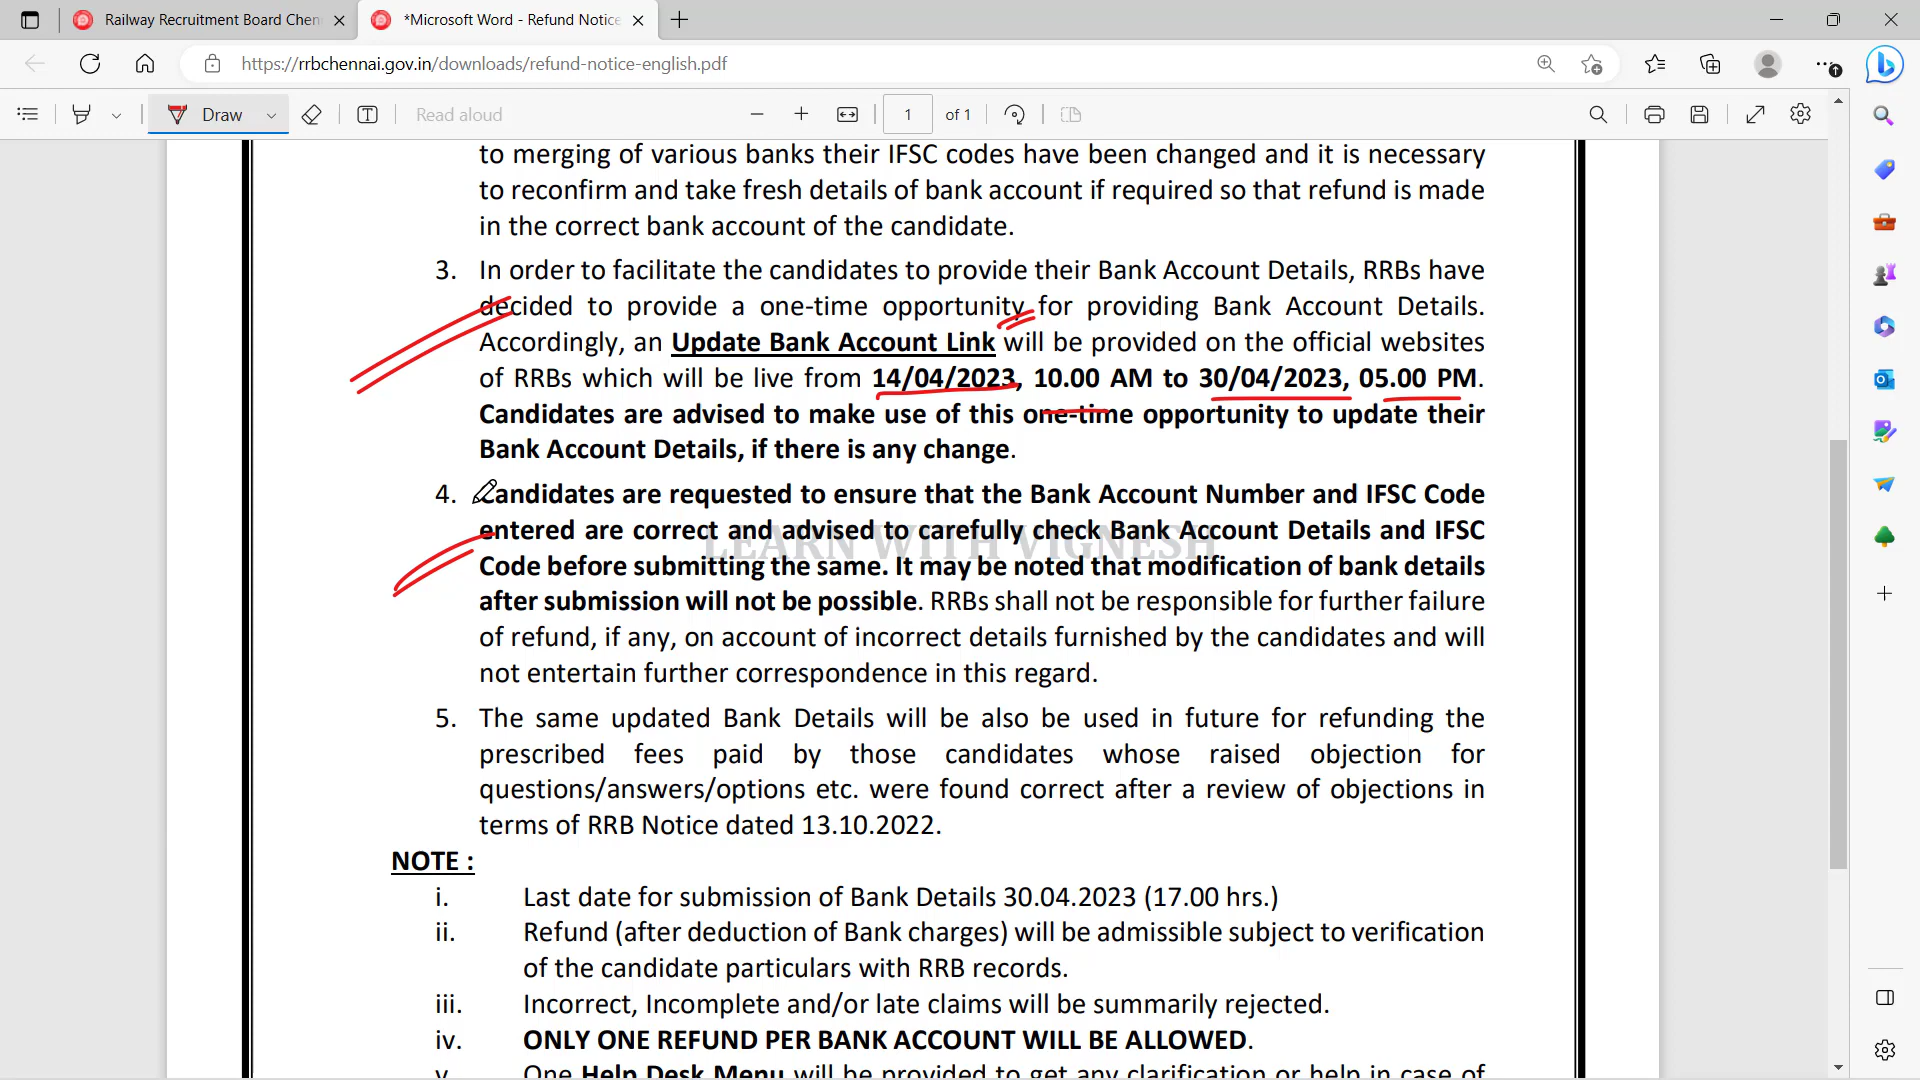 Railway Recruitment Board Chen
*Microsoft Word - Refund Notice
https://rrbchennai.gov.in/downloads/refund-notice-english.pdf
Draw
Read aloud
1 of 1
to merging of various banks their IFSC codes have been changed and it is necessary
to reconfirm and take fresh details of bank account if required so that refund is made
in the correct bank account of the candidate.
3. In order to facilitate the candidates to provide their Bank Account Details, RRBs have
decided to provide a one-time opportunity for providing Bank Account Details.
Accordingly, an Update Bank Account Link will be provided on the official websites
of RRBs which will be live from 14/04/2023, 10.00 AM to 30/04/2023, 05.00 PM.
Candidates are advised to make use of this one-time opportunity to update their
Bank Account Details, if there is any change.
4. Candidates are requested to ensure that the Bank Account Number and IFSC Code
entered are correct and advised to carefully check Bank Account Details and IFSC
LEARN WITH VIGNESH
Code before submitting the same. It may be noted that modification of bank details
after submission will not be possible. RRBs shall not be responsible for further failure
of refund, if any, on account of incorrect details furnished by the candidates and will
not entertain further correspondence in this regard.
5. The same updated Bank Details will be also be used in future for refunding the
prescribed fees paid by those candidates whose raised objection for
questions/answers/options etc. were found correct after a review of objections in
terms of RRB Notice dated 13.10.2022.
NOTE :
i. Last date for submission of Bank Details 30.04.2023 (17.00 hrs.)
ii. Refund (after deduction of Bank charges) will be admissible subject to verification
of the candidate particulars with RRB records.
iii. Incorrect, Incomplete and/or late claims will be summarily rejected.
iv. ONLY ONE REFUND PER BANK ACCOUNT WILL BE ALLOWED.
v. One Help Desk Menu will be provided to get any clarification or help in case of